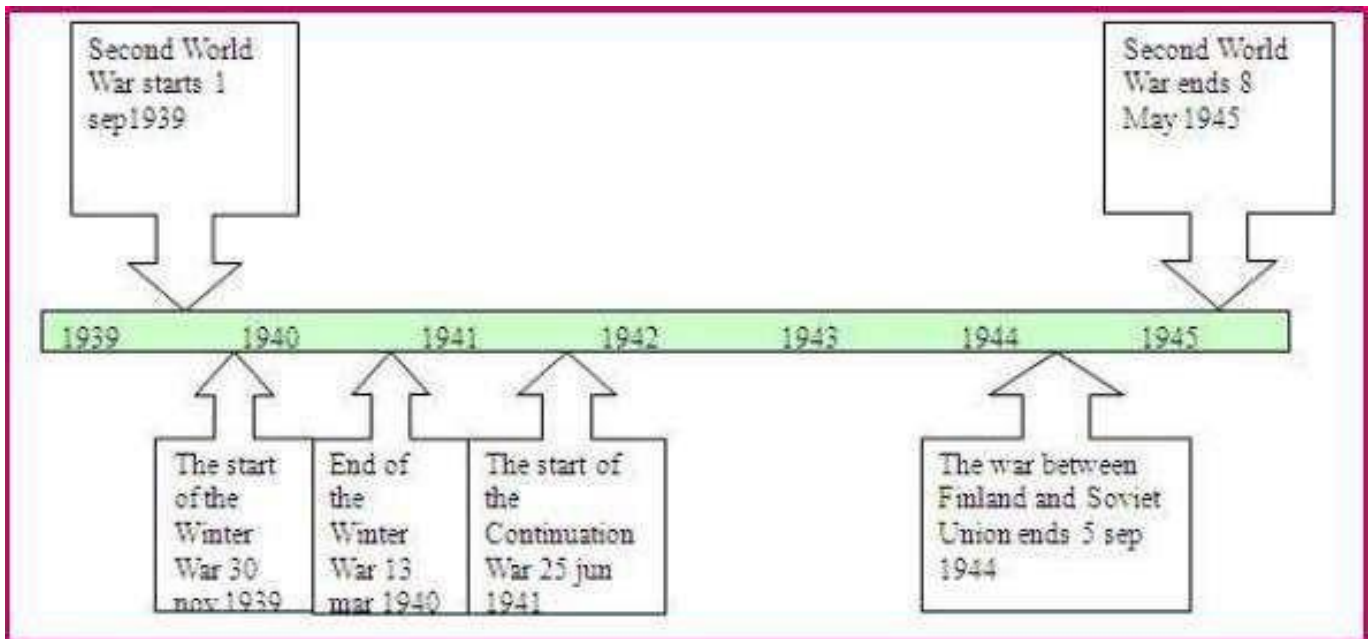 Second World
War starts 1
sep1939
Second World
War ends 8
May 1945
1939 1940 1941 1942 1943 1944 1945
The start
of the
Winter
War 30
nov 1939
End of
the
Winter
War 13
mar 1940
The start of
the
Continuation
War 25 jun
1941
The war between
Finland and Soviet
Union ends 5 sep
1944